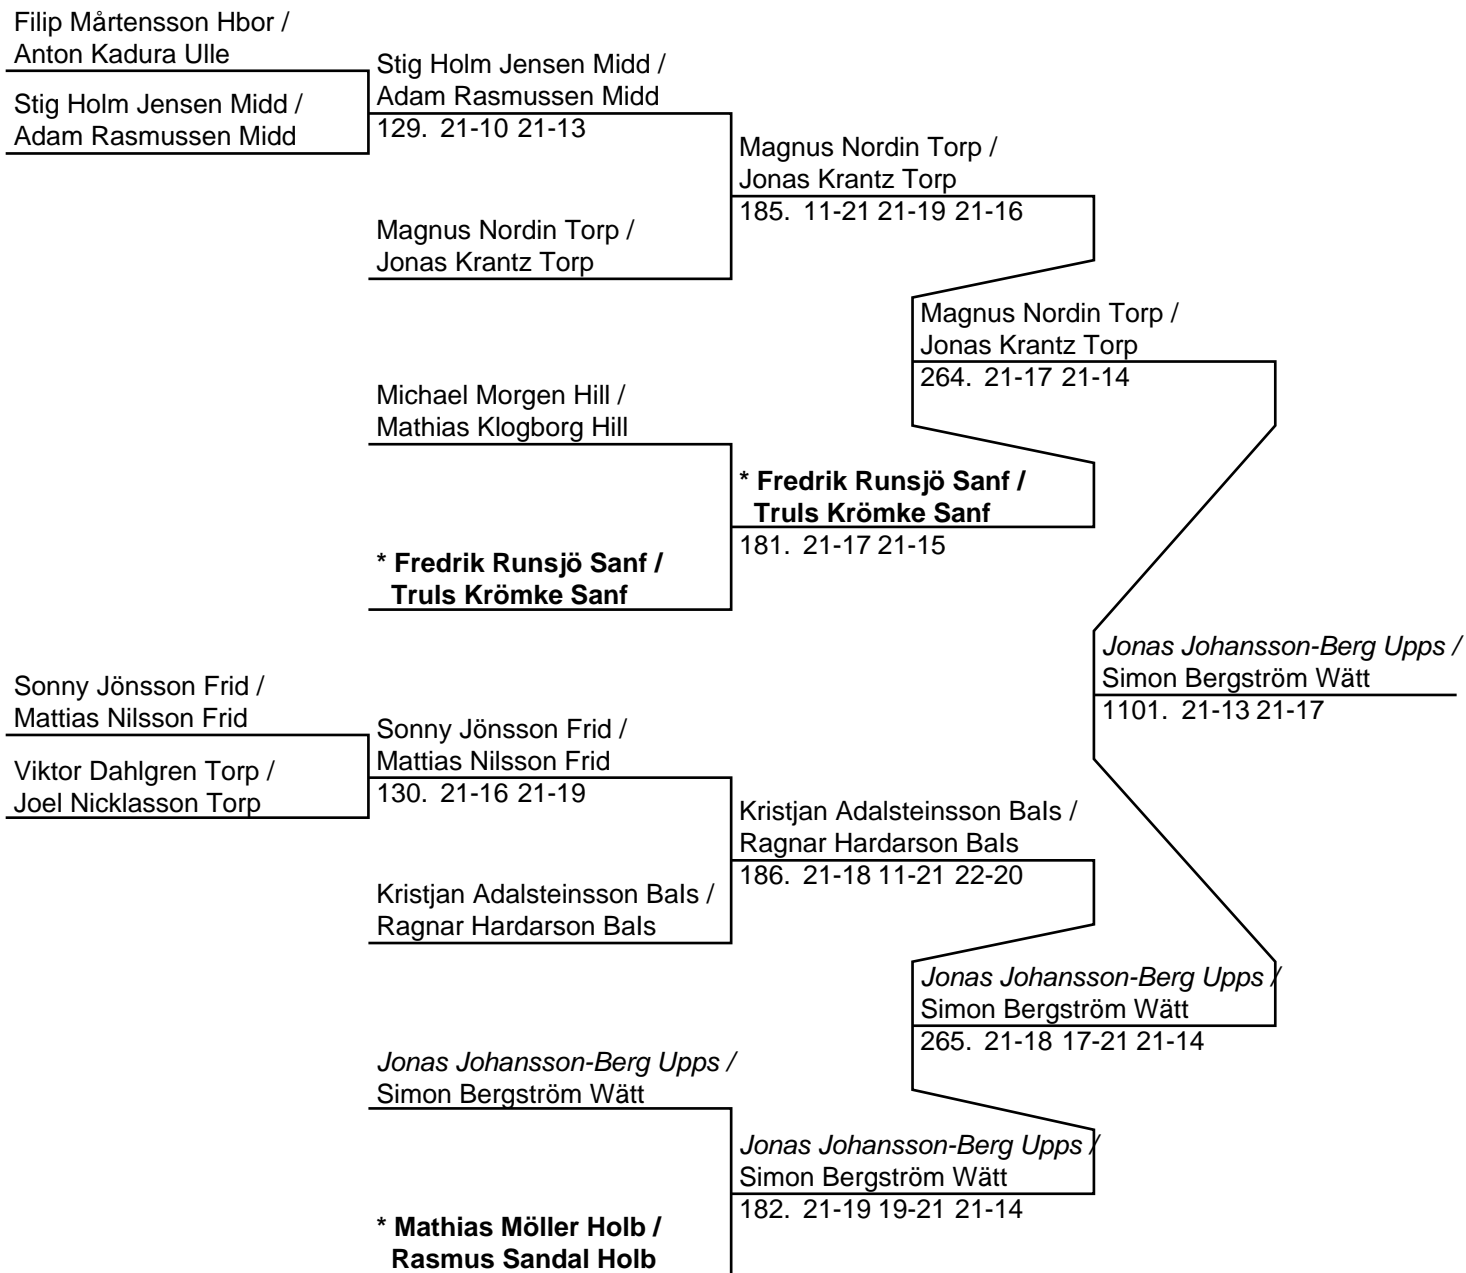 Filip Mårtensson Hbor /
Anton Kadura Ulle
Stig Holm Jensen Midd /
Adam Rasmussen Midd
Stig Holm Jensen Midd /
Adam Rasmussen Midd
129. 21-10 21-13
Magnus Nordin Torp /
Jonas Krantz Torp
Magnus Nordin Torp /
Jonas Krantz Torp
185. 11-21 21-19 21-16
Michael Morgen Hill /
Mathias Klogborg Hill
* Fredrik Runsjö Sanf /
Truls Krömke Sanf
* Fredrik Runsjö Sanf /
Truls Krömke Sanf
181. 21-17 21-15
Magnus Nordin Torp /
Jonas Krantz Torp
264. 21-17 21-14
Sonny Jönsson Frid /
Mattias Nilsson Frid
Viktor Dahlgren Torp /
Joel Nicklasson Torp
Sonny Jönsson Frid /
Mattias Nilsson Frid
130. 21-16 21-19
Kristjan Adalsteinsson BaIs /
Ragnar Hardarson BaIs
Kristjan Adalsteinsson BaIs /
Ragnar Hardarson BaIs
186. 21-18 11-21 22-20
Jonas Johansson-Berg Upps /
Simon Bergström Wätt
* Mathias Möller Holb /
Rasmus Sandal Holb
Jonas Johansson-Berg Upps /
Simon Bergström Wätt
182. 21-19 19-21 21-14
Jonas Johansson-Berg Upps /
Simon Bergström Wätt
265. 21-18 17-21 21-14
Jonas Johansson-Berg Upps /
Simon Bergström Wätt
1101. 21-13 21-17